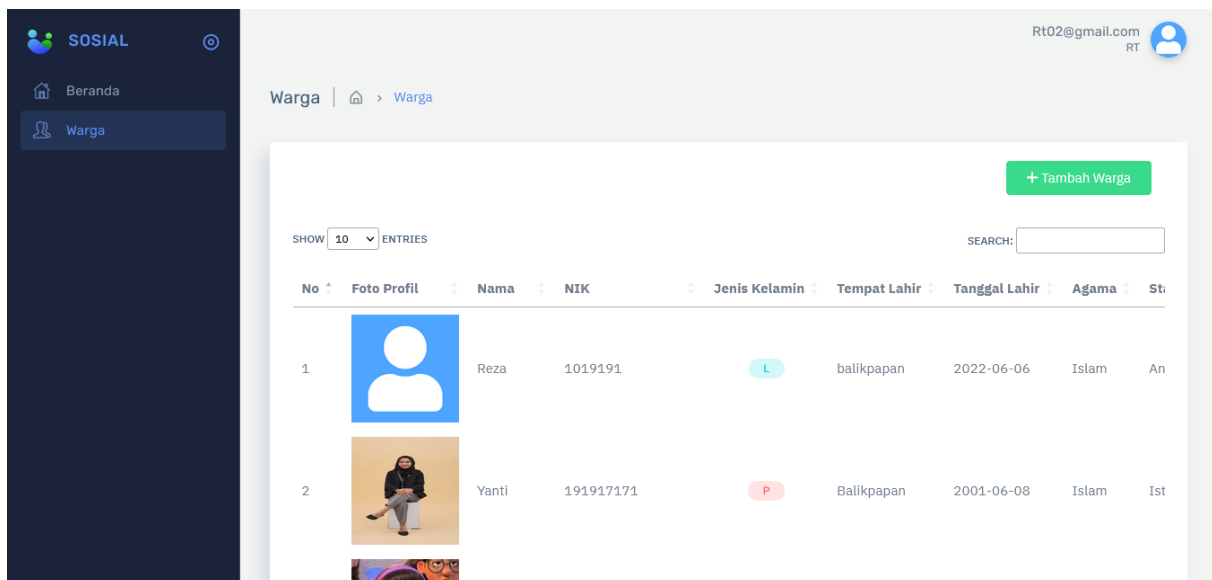 SOSIAL
Rt02@gmail.com
RT
Beranda
Warga
Warga
Warga
+ Tambah Warga
SHOW 10 ENTRIES
SEARCH:
No Foto Profil Nama NIK Jenis Kelamin Tempat Lahir Tanggal Lahir Agama
1 Reza 1019191 L balikpapan 2022-06-06 Islam An
2 Yanti 191917171 P Balikpapan 2001-06-08 Islam Ist